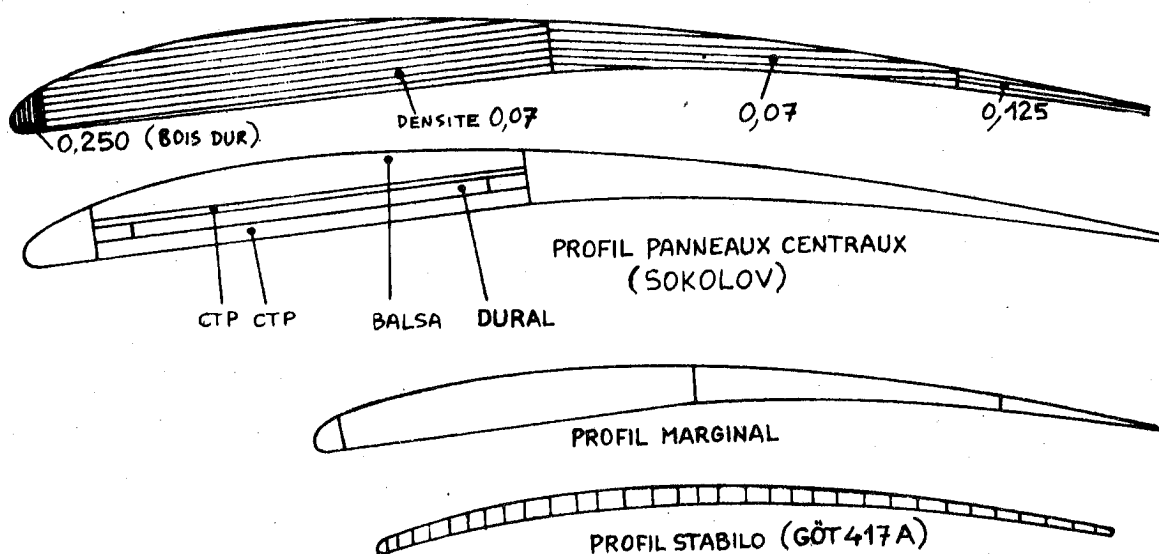 0,250 (BOIS DUR)
DENSITE 0,07
0,07
0,125
PROFIL PANNEAUX CENTRAUX
(SOKOLOV)
CTP CTP BALSA DURAL
PROFIL MARGINAL
PROFIL STABILO (GÖT 417 A)